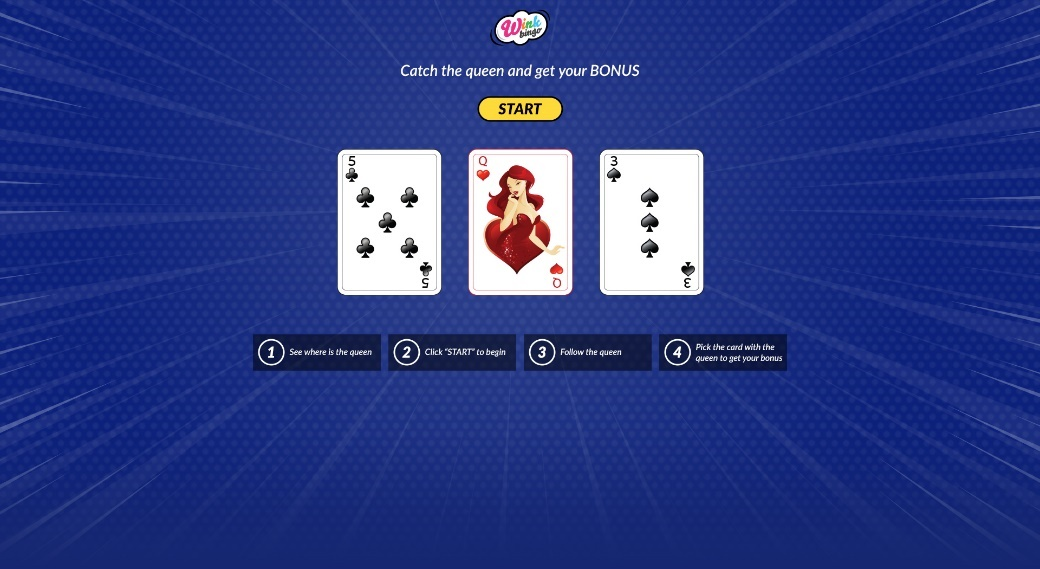 Wink
bingo
Catch the queen and get your BONUS
START
5
5
Q
Q
3
3
1 See where is the queen
2 Click "START" to begin
3 Follow the queen
4 Pick the card with the
queen to get your bonus